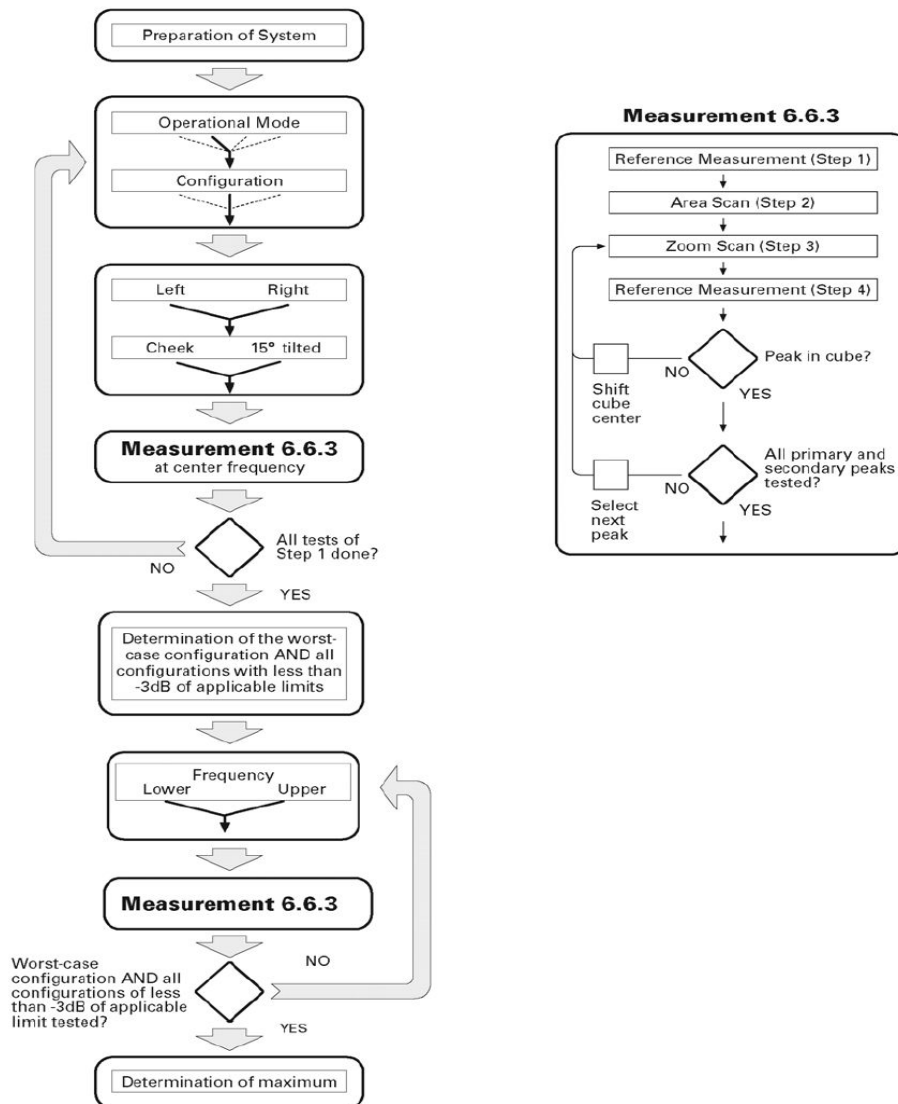 Preparation of System
Operational Mode
Configuration
Left Right
Cheek 15° tilted
Measurement 6.6.3
at center frequency
All tests of
Step 1 done?
NO
YES
Determination of the worst-
case configuration AND all
configurations with less than
-3dB of applicable limits
Frequency
Lower Upper
Measurement 6.6.3
Worst-case
configuration AND all
configurations of less
than -3dB of applicable
limit tested?
NO
YES
Determination of maximum
Measurement 6.6.3
Reference Measurement (Step 1)
Area Scan (Step 2)
Zoom Scan (Step 3)
Reference Measurement (Step 4)
Peak in cube?
NO
YES
Shift
cube
center
All primary and
secondary peaks
tested?
NO
YES
Select
next
peak